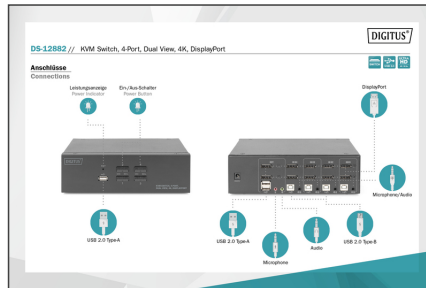 DIGITUS®
DS-12882 // KVM Switch, 4-Port, Dual View, 4K, DisplayPort
Anschlüsse
Connections
Leistungsanzeige
Power Indicator
Ein-/Aus-Schalter
Power Button
DisplayPort
DIGITUS
Microphone/Audio
USB 2.0 Type-A
USB 2.0 Type-A
Microphone
Audio
USB 2.0 Type-B